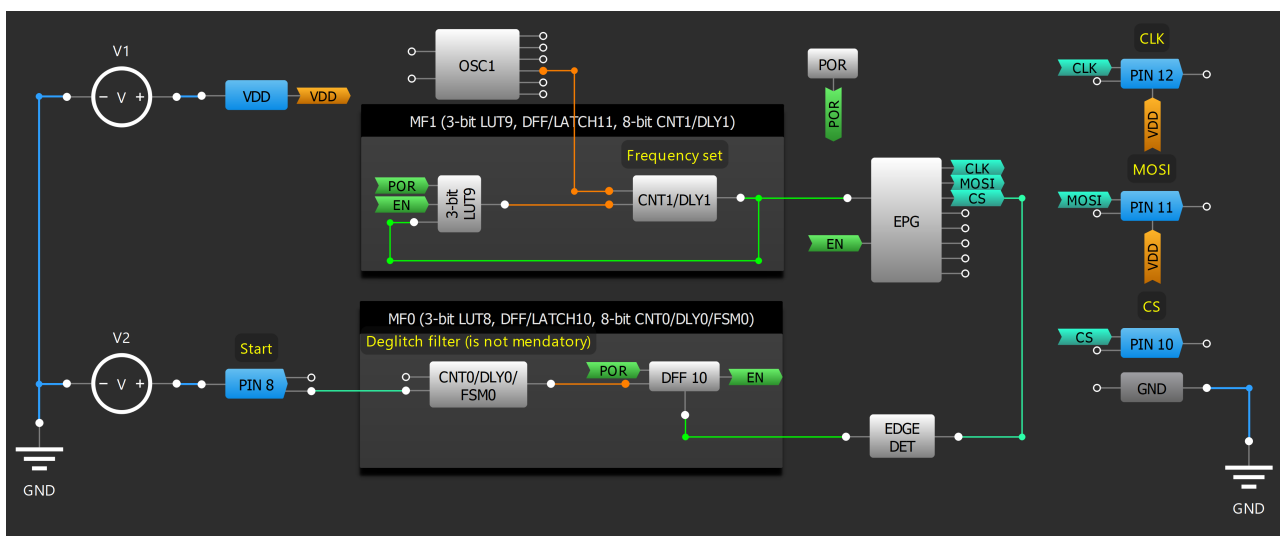 V1
− V +
VDD
VDD
OSC1
POR
POR
CLK
CLK
PIN 12
VDD
MF1 (3-bit LUT9, DFF/LATCH11, 8-bit CNT1/DLY1)
Frequency set
POR
EN
3-bit
LUT9
CNT1/DLY1
EN
EPG
CLK
MOSI
CS
MOSI
MOSI
PIN 11
VDD
CS
CS
PIN 10
GND
V2
− V +
Start
PIN 8
MF0 (3-bit LUT8, DFF/LATCH10, 8-bit CNT0/DLY0/FSM0)
Deglitch filter (is not mendatory)
CNT0/DLY0/
FSM0
POR
DFF 10
EN
EDGE
DET
GND
GND